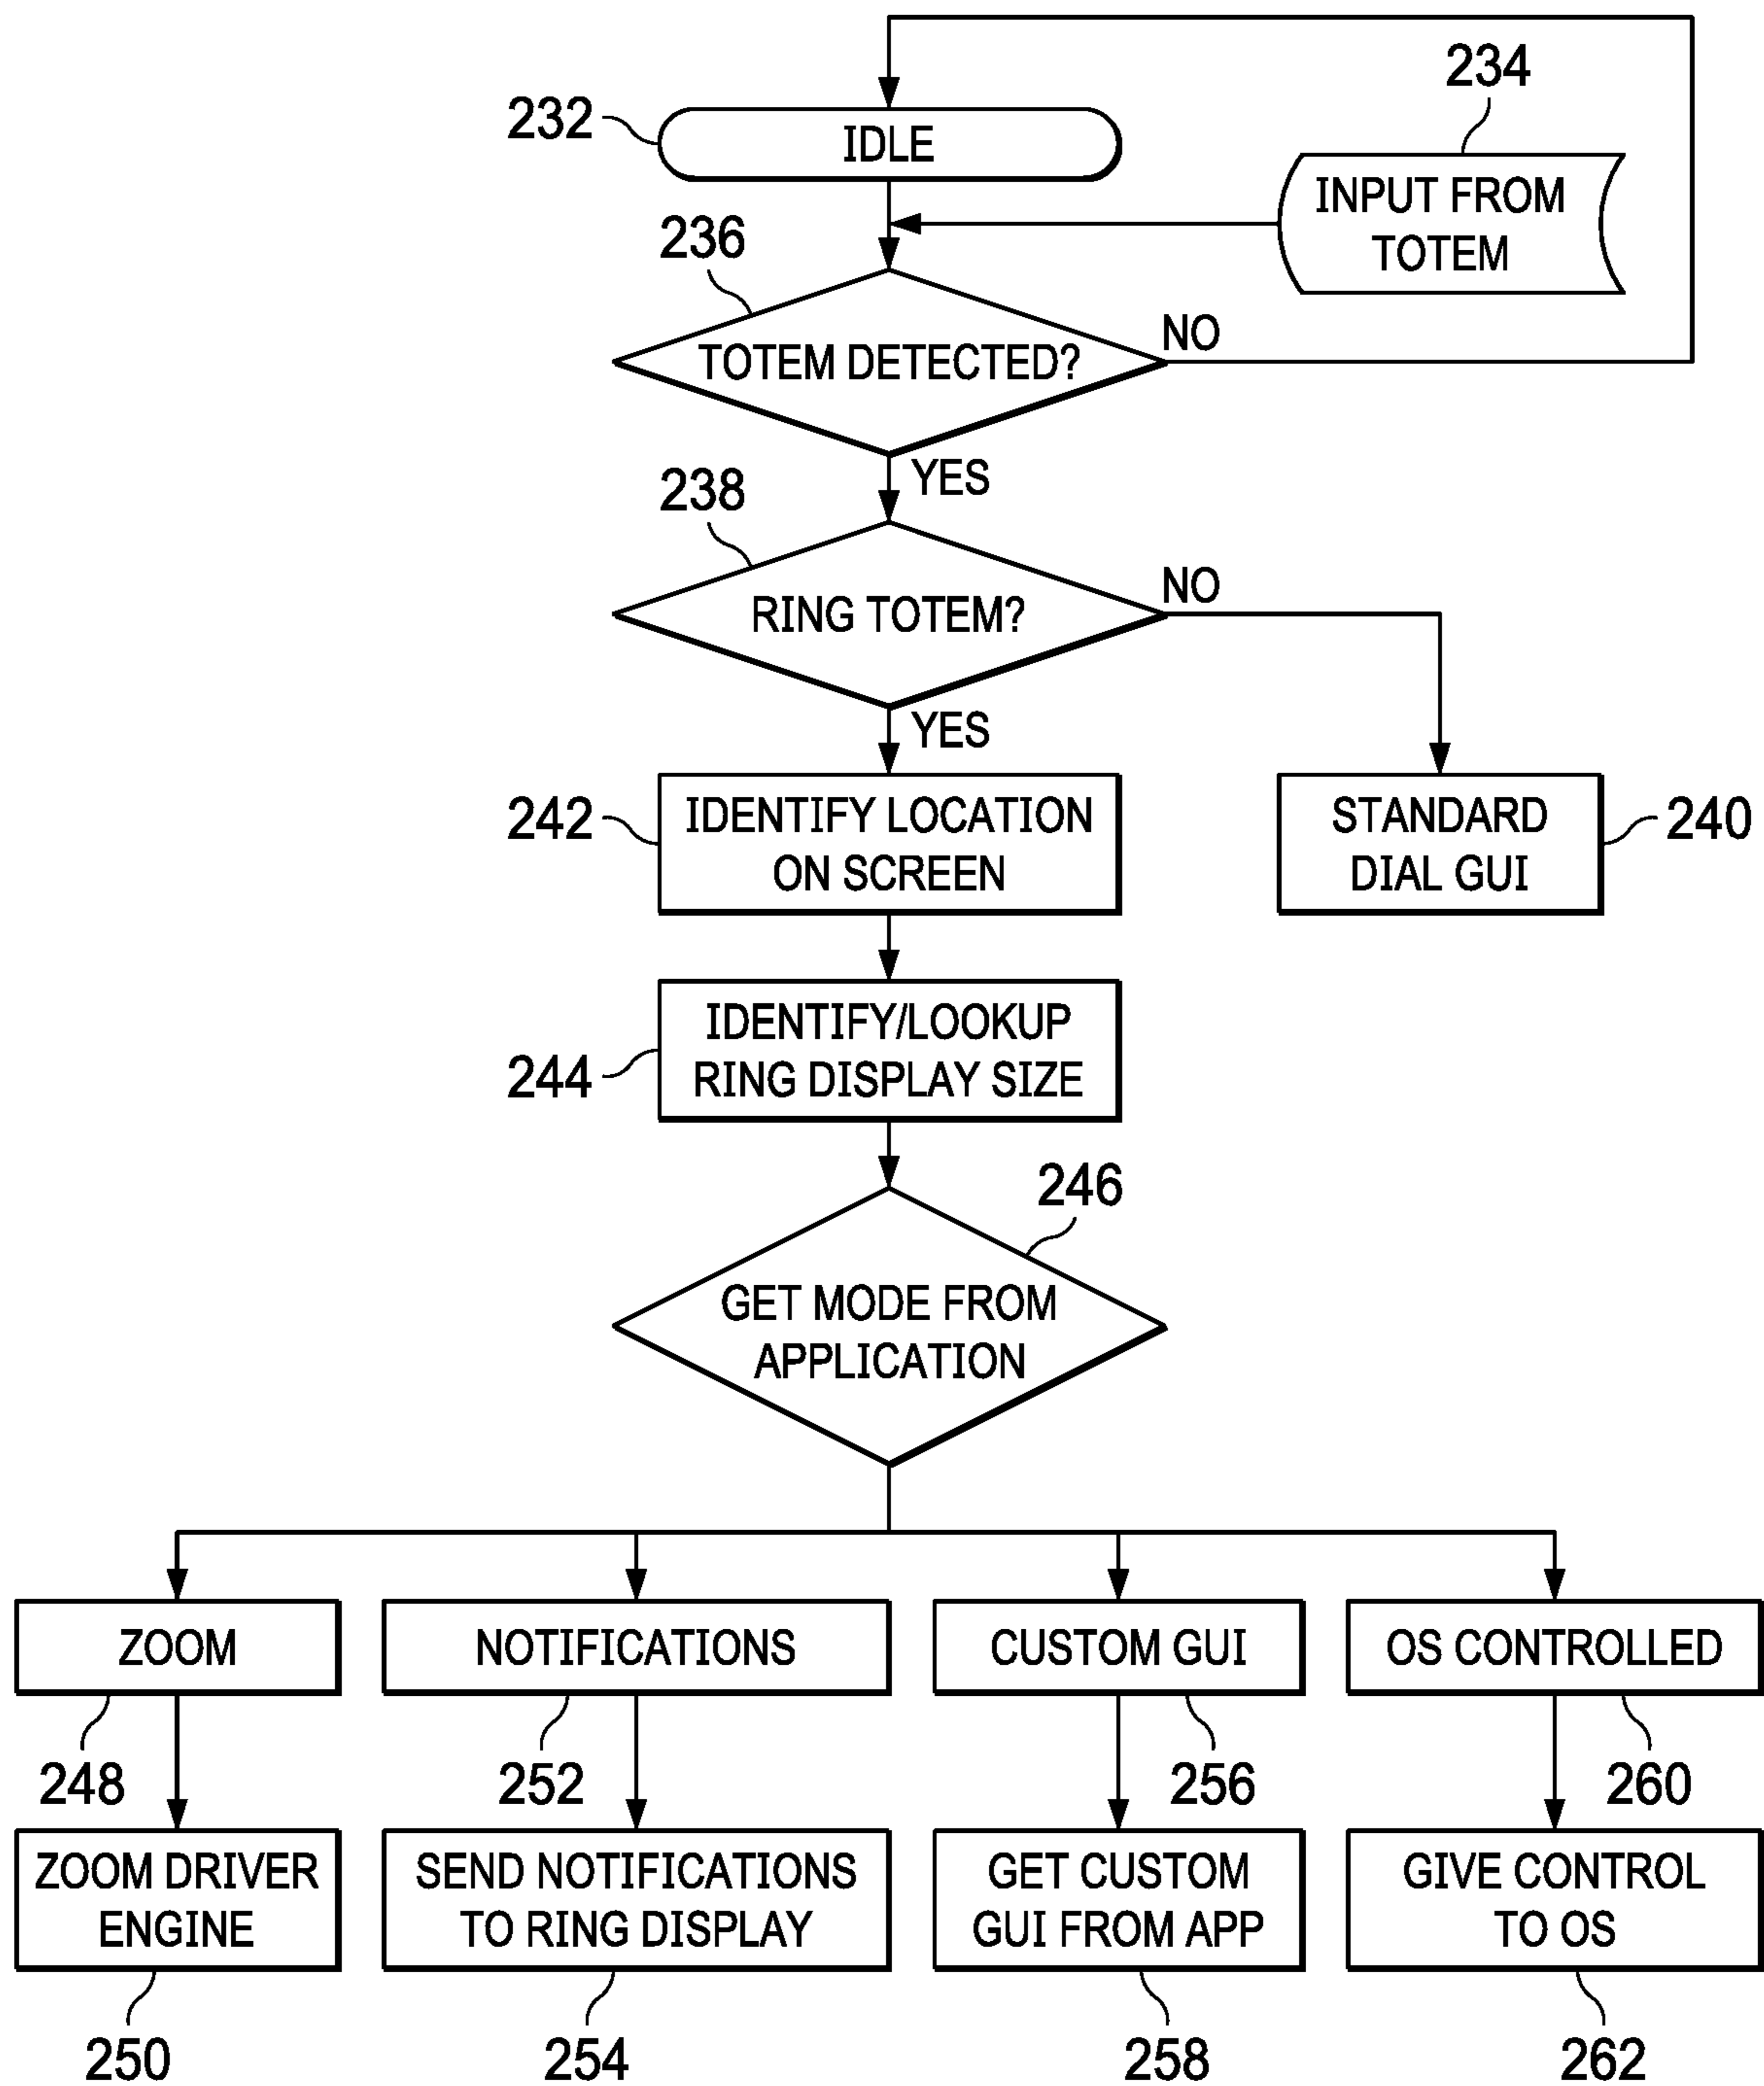 234
232
IDLE
INPUT FROM
TOTEM
236
NO
TOTEM DETECTED?
YES
238
NO
RING TOTEM?
YES
242
IDENTIFY LOCATION
ON SCREEN
STANDARD
DIAL GUI
240
244
IDENTIFY/LOOKUP
RING DISPLAY SIZE
246
GET MODE FROM
APPLICATION
ZOOM
NOTIFICATIONS
CUSTOM GUI
OS CONTROLLED
248
252
256
260
ZOOM DRIVER
ENGINE
SEND NOTIFICATIONS
TO RING DISPLAY
GET CUSTOM
GUI FROM APP
GIVE CONTROL
TO OS
250
254
258
262